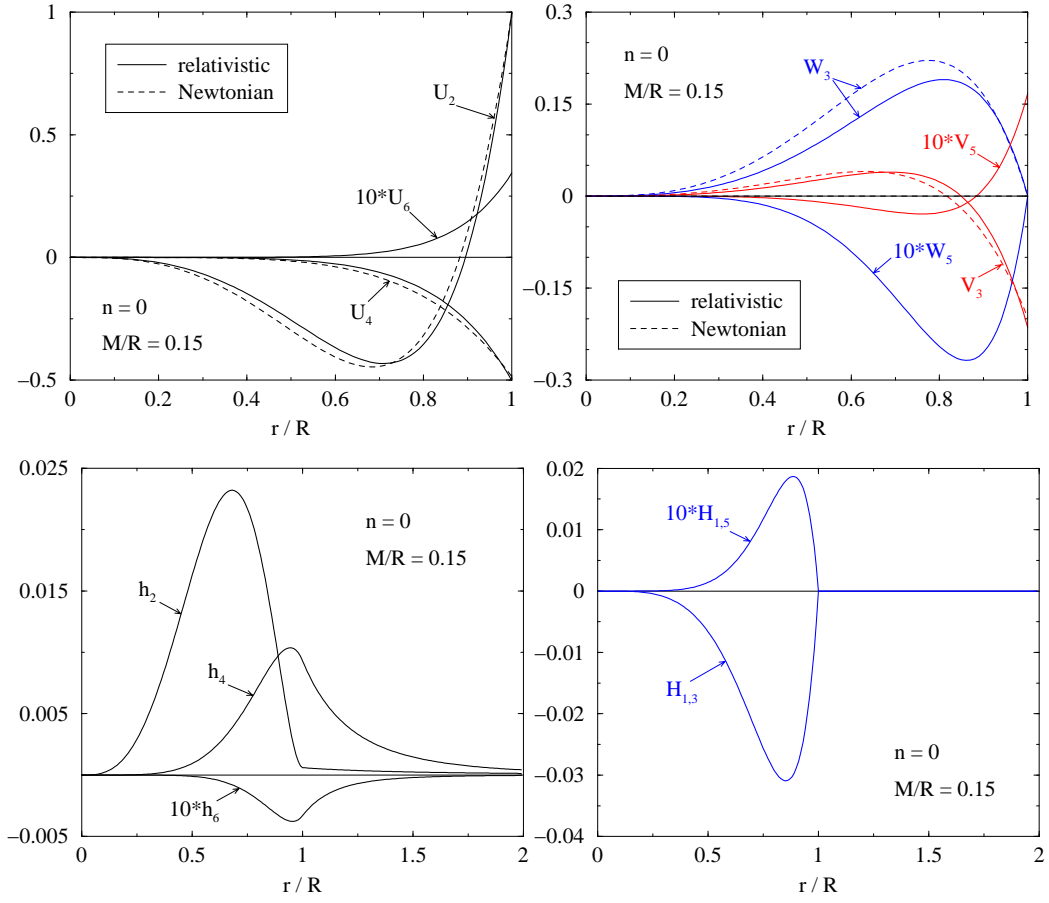 1
0.5
0
−0.5
relativistic
Newtonian
U2
10*U6
U4
n = 0
M/R = 0.15
0
0.2
0.4
0.6
0.8
1
r / R
0.3
0.15
0
−0.15
−0.3
n = 0
M/R = 0.15
W3
10*V5
10*W5
V3
relativistic
Newtonian
0
0.2
0.4
0.6
0.8
1
r / R
0.025
0.015
0.005
−0.005
n = 0
M/R = 0.15
h2
h4
10*h6
0
0.5
1
1.5
2
r / R
0.02
0.01
0
−0.01
−0.02
−0.03
−0.04
10*H1,5
H1,3
n = 0
M/R = 0.15
0
0.5
1
1.5
2
r / R